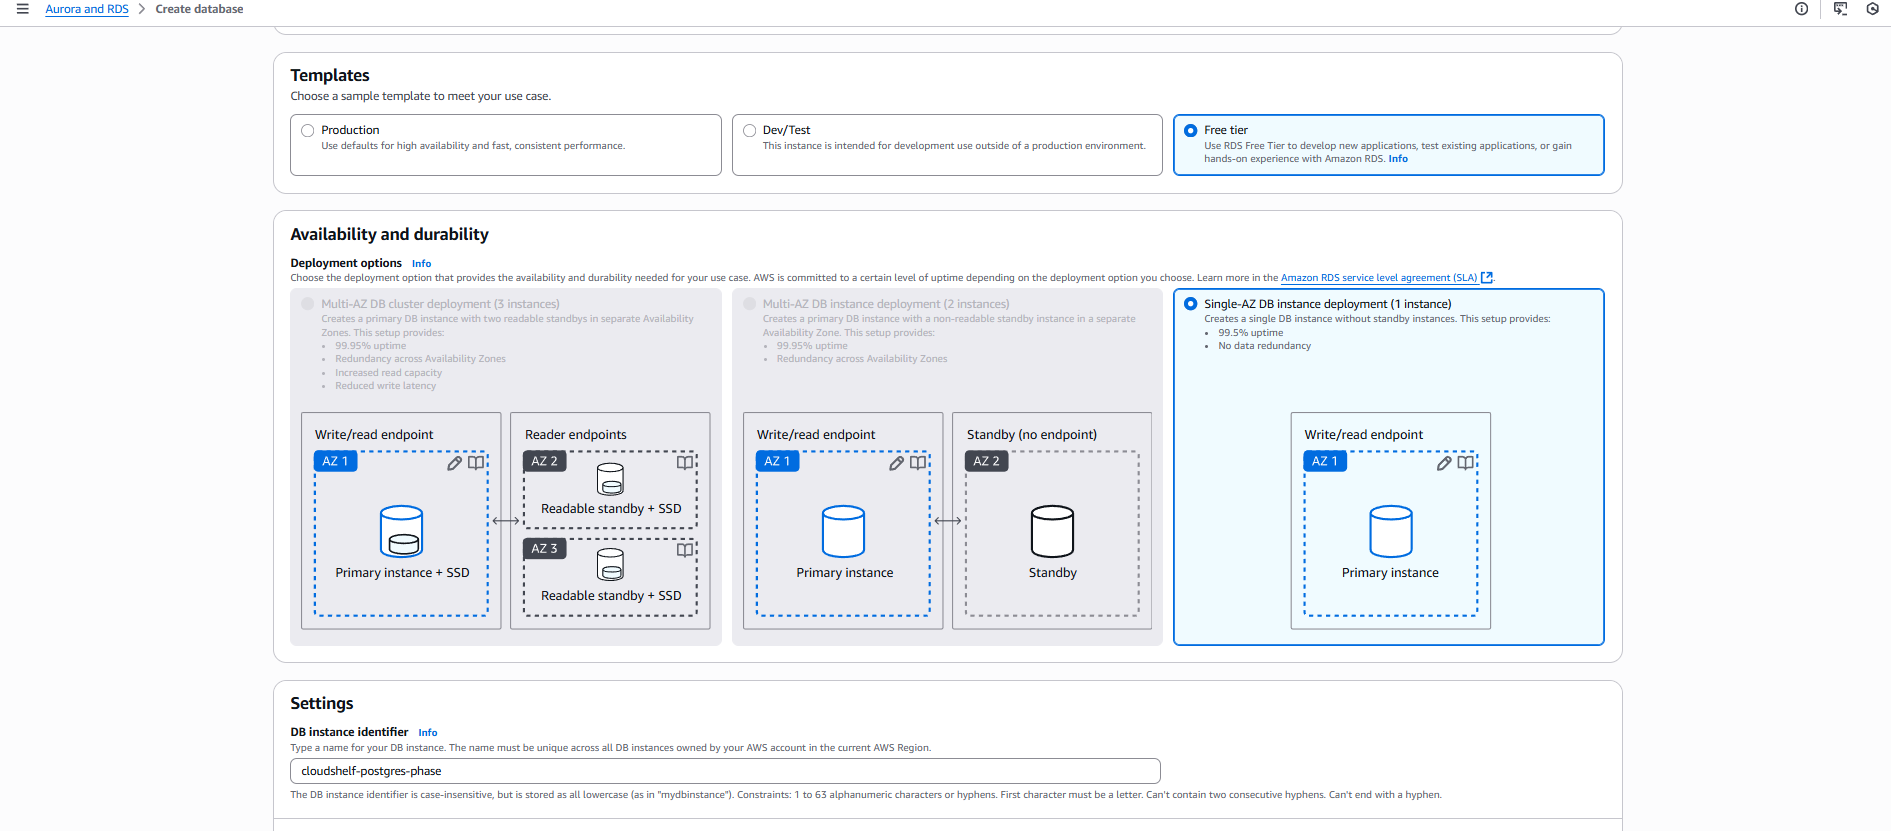 Aurora and RDS > Create database
Templates
Choose a sample template to meet your use case.
Production
Use defaults for high availability and fast, consistent performance.
Dev/Test
This instance is intended for development use outside of a production environment.
Free tier
Use RDS Free Tier to develop new applications, test existing applications, or gain
hands-on experience with Amazon RDS. Info
Availability and durability
Deployment options Info
Choose the deployment option that provides the availability and durability needed for your use case. AWS is committed to a certain level of uptime depending on the deployment option you choose. Learn more in the Amazon RDS service level agreement (SLA).
Multi-AZ DB cluster deployment (3 instances)
Creates a primary DB instance with two readable standbys in separate Availability
Zones. This setup provides:
• 99.95% uptime
• Redundancy across Availability Zones
• Increased read capacity
• Reduced write latency
Write/read endpoint
AZ 1
Primary instance + SSD
Reader endpoints
AZ 2
Readable standby + SSD
AZ 3
Readable standby + SSD
Multi-AZ DB instance deployment (2 instances)
Creates a primary DB instance with a non-readable standby instance in a separate
Availability Zone. This setup provides:
• 99.95% uptime
• Redundancy across Availability Zones
Write/read endpoint
AZ 1
Primary instance
Standby (no endpoint)
AZ 2
Standby
Single-AZ DB instance deployment (1 instance)
Creates a single DB instance without standby instances. This setup provides:
• 99.5% uptime
• No data redundancy
Write/read endpoint
AZ 1
Primary instance
Settings
DB instance identifier Info
Type a name for your DB instance. The name must be unique across all DB instances owned by your AWS account in the current AWS Region.
cloudshelf-postgres-phase
The DB instance identifier is case-insensitive, but is stored as all lowercase (as in "mydbinstance"). Constraints: 1 to 63 alphanumeric characters or hyphens. First character must be a letter. Can't contain two consecutive hyphens. Can't end with a hyphen.